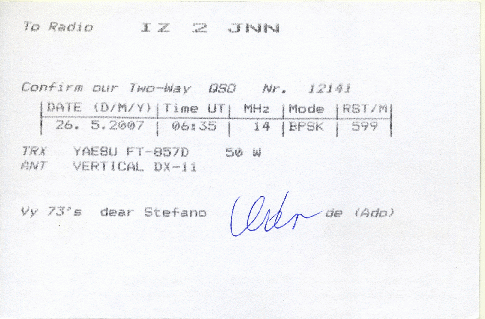 To Radio IZ 2 JNN
Confirm our Two-Way QSO Nr. 12141
|DATE (D/M/Y)|Time UT| MHz |Mode |RST/M|
| 26. 5.2007 | 06:35 | 14 |BPSK | 599 |
TRX YAESU FT-857D 50 W
ANT VERTICAL DX-11
Vy 73's dear Stefano de (Ado)